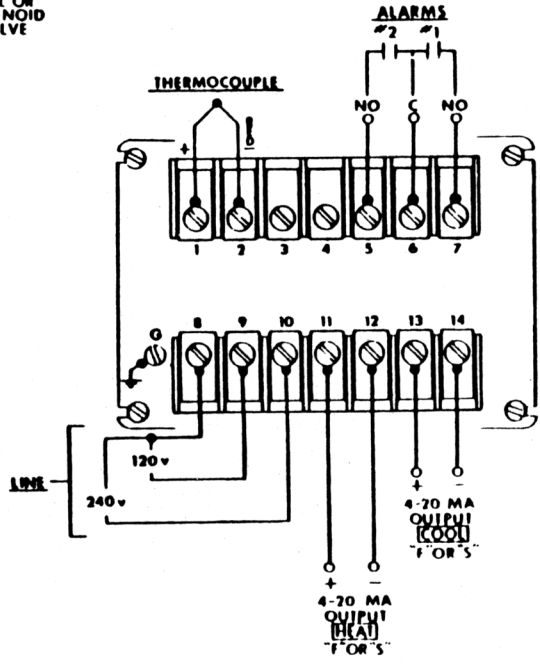 NOID
LVE
ALARMS
#2 #1
THERMOCOUPLE
NO C NO
+ −
1 2 3 4 5 6 7
G 8 9 10 11 12 13 14
120 v
LINE
240 v
+ −
4-20 MA
OUTPUT
COOL
"F" OR "S"
+ −
4-20 MA
OUTPUT
HEAT
"F" OR "S"